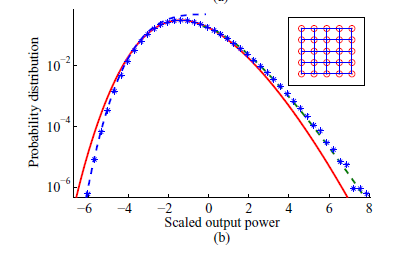 (a)
10^-2
10^-4
10^-6
Probability distribution
−6 −4 −2 0 2 4 6 8
Scaled output power
(b)